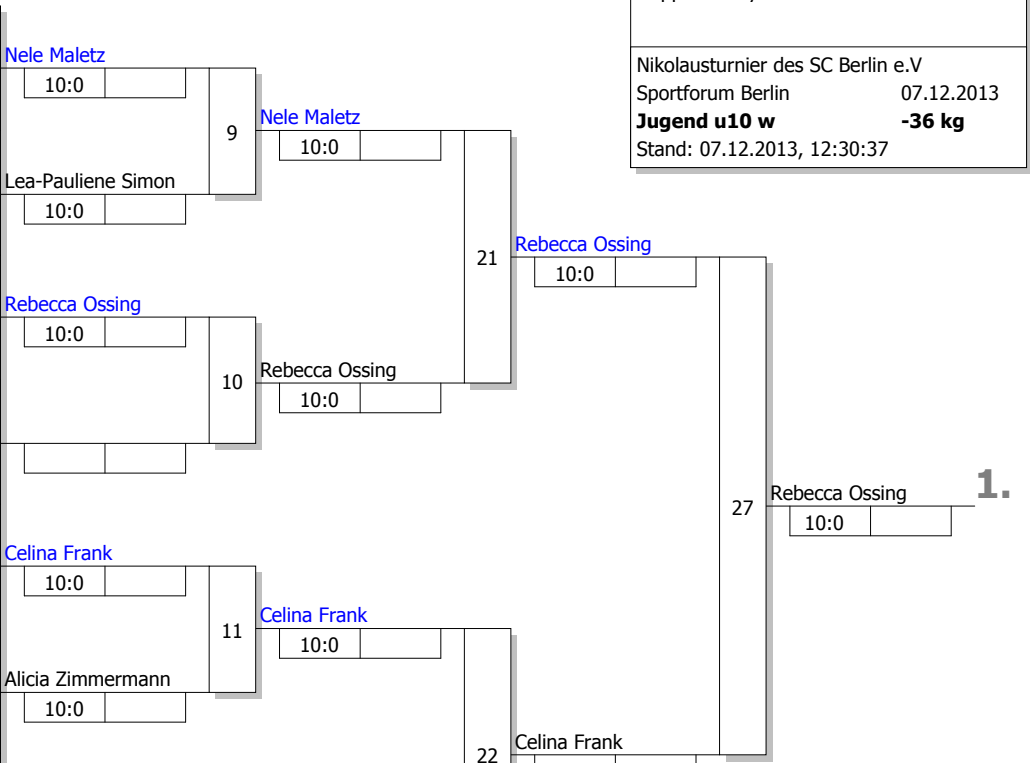 Nikolausturnier des SC Berlin e.V
Sportforum Berlin 07.12.2013
Jugend u10 w -36 kg
Stand: 07.12.2013, 12:30:37
Nele Maletz
10:0
9
Nele Maletz
10:0
Lea-Pauliene Simon
10:0
21
Rebecca Ossing
10:0
Rebecca Ossing
10:0
10
Rebecca Ossing
10:0
27
Rebecca Ossing
1.
10:0
Celina Frank
10:0
11
Celina Frank
10:0
Alicia Zimmermann
10:0
22
Celina Frank